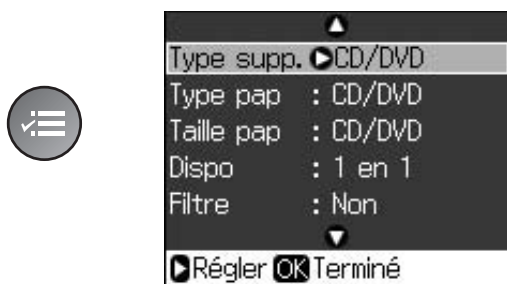 Type supp. CD/DVD
Type pap : CD/DVD
Taille pap : CD/DVD
Dispo : 1 en 1
Filtre : Non
Régler OK Terminé